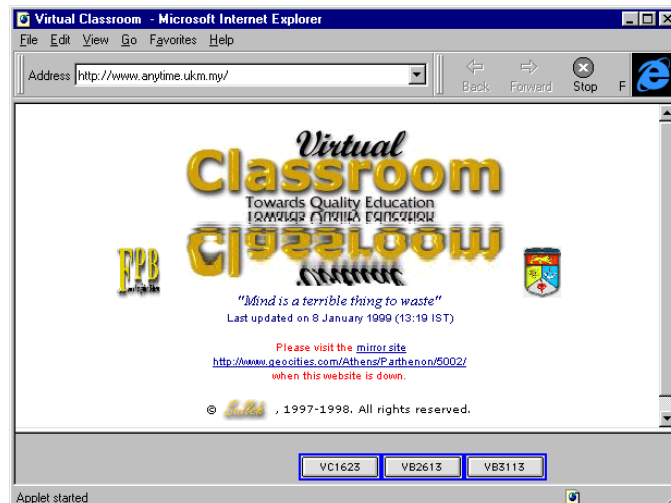 Virtual Classroom - Microsoft Internet Explorer
File Edit View Go Favorites Help
Address http://www.anytime.ukm.my/
Back Forward Stop F
Virtual
Classroom
Towards Quality Education
FPB
"Mind is a terrible thing to waste"
Last updated on 8 January 1999 (13:19 IST)
Please visit the mirror site
http://www.geocities.com/Athens/Parthenon/5002/
when this website is down.
© , 1997-1998. All rights reserved.
VC1623 VB2613 VB3113
Applet started